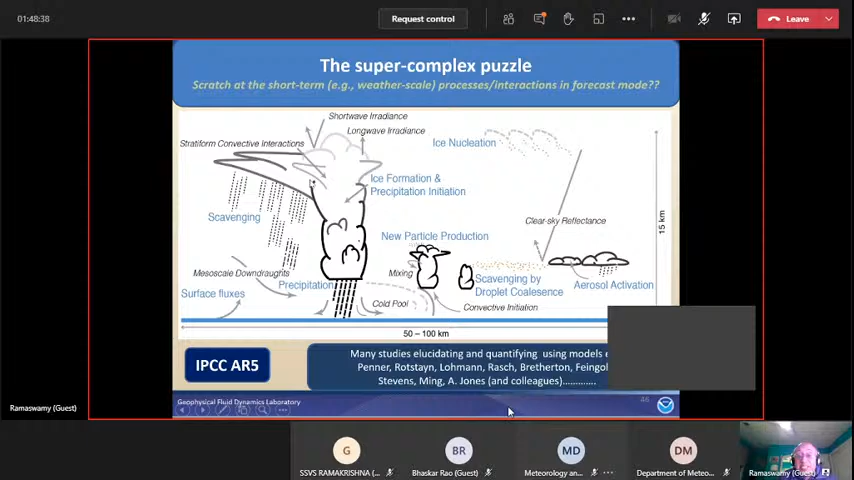 01:48:38
Request control
Leave
The super-complex puzzle
Scratch at the short-term (e.g., weather-scale) processes/interactions in forecast mode??
Shortwave Irradiance
Longwave Irradiance
Stratiform Convective Interactions
Ice Nucleation
Ice Formation &
Precipitation Initiation
Scavenging
Clear-sky Reflectance
15 km
New Particle Production
Mesoscale Downdraughts
Mixing
Precipitation
Scavenging by
Droplet Coalesence
Aerosol Activation
Surface fluxes
Cold Pool
Convective Initiation
50 – 100 km
IPCC AR5
Many studies elucidating and quantifying using models
Penner, Rotstayn, Lohmann, Rasch, Bretherton,
Stevens, Ming, A. Jones (and colleagues)………….
Geophysical Fluid Dynamics Laboratory
46
Ramaswamy (Guest)
G
BR
MD
DM
SSVS RAMAKRISHNA (...
Bhaskar Rao (Guest)
Meteorology an...
Department of Meteo...
Ramaswamy (Guest)